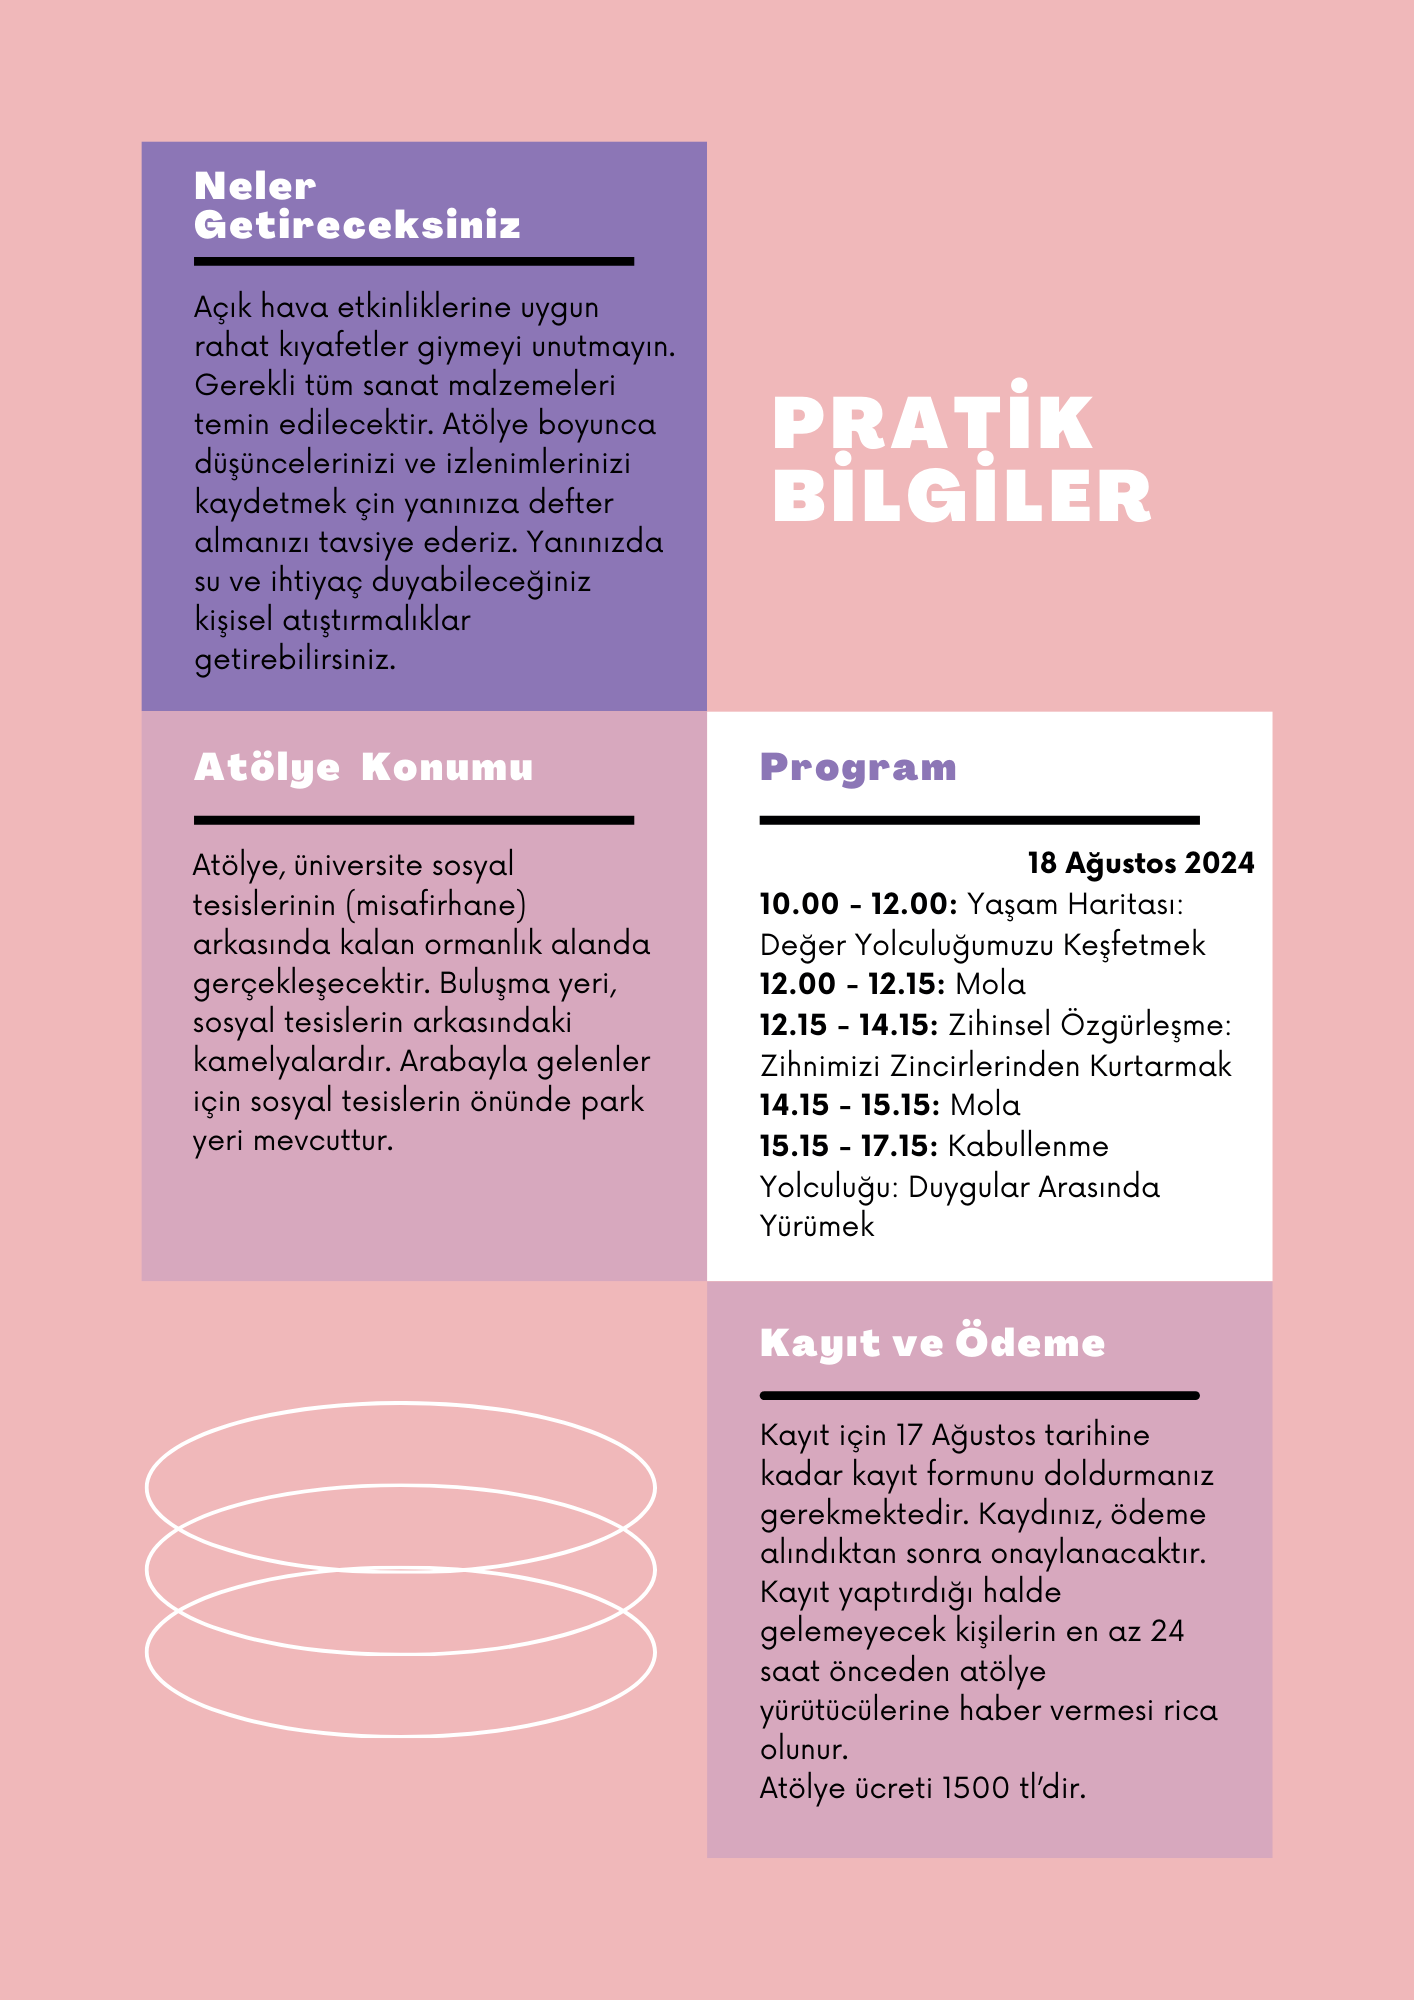 Neler
Getireceksiniz
Açık hava etkinliklerine uygun
rahat kıyafetler giymeyi unutmayın.
Gerekli tüm sanat malzemeleri
temin edilecektir. Atölye boyunca
düşüncelerinizi ve izlenimlerinizi
kaydetmek çin yanınıza defter
almanızı tavsiye ederiz. Yanınızda
su ve ihtiyaç duyabileceğiniz
kişisel atıştırmalıklar
getirebilirsiniz.
PRATİK
BİLGİLER
Atölye Konumu
Atölye, üniversite sosyal
tesislerinin (misafirhane)
arkasında kalan ormanlık alanda
gerçekleşecektir. Buluşma yeri,
sosyal tesislerin arkasındaki
kamelyalardır. Arabayla gelenler
için sosyal tesislerin önünde park
yeri mevcuttur.
Program
18 Ağustos 2024
10.00 - 12.00: Yaşam Haritası:
Değer Yolculuğumuzu Keşfetmek
12.00 - 12.15: Mola
12.15 - 14.15: Zihinsel Özgürleşme:
Zihnimizi Zincirlerinden Kurtarmak
14.15 - 15.15: Mola
15.15 - 17.15: Kabullenme
Yolculuğu: Duygular Arasında
Yürümek
Kayıt ve Ödeme
Kayıt için 17 Ağustos tarihine
kadar kayıt formunu doldurmanız
gerekmektedir. Kaydınız, ödeme
alındıktan sonra onaylanacaktır.
Kayıt yaptırdığı halde
gelemeyecek kişilerin en az 24
saat önceden atölye
yürütücülerine haber vermesi rica
olunur.
Atölye ücreti 1500 tl’dir.